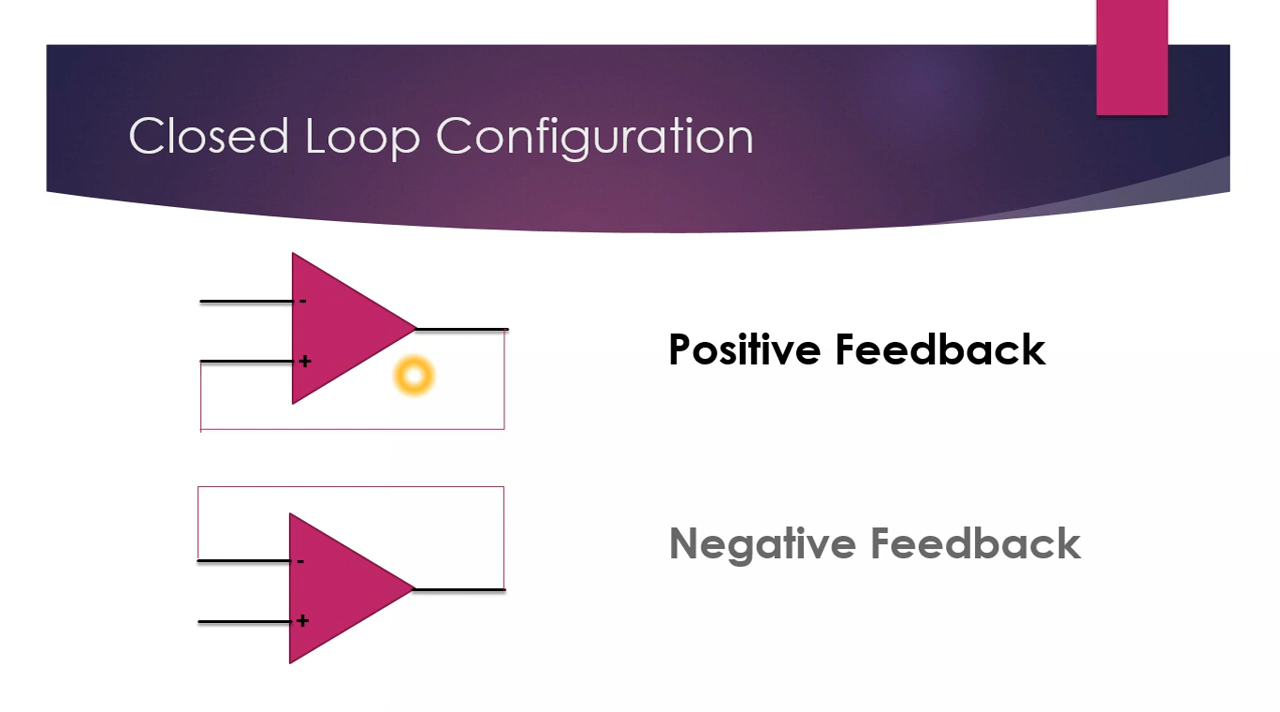 Closed Loop Configuration
-
+
Positive Feedback
-
+
Negative Feedback